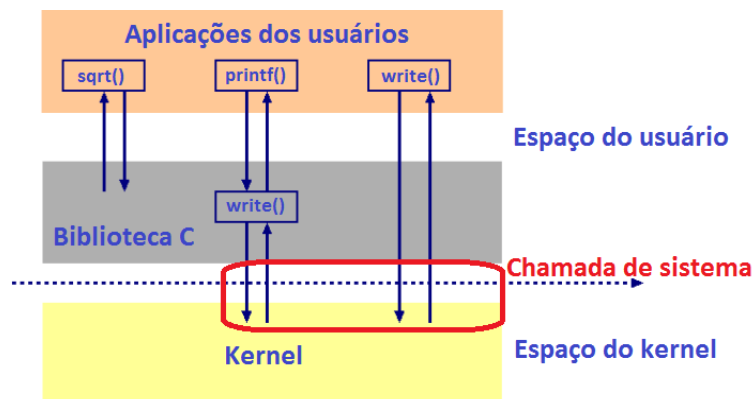 Aplicações dos usuários
sqrt()
printf()
write()
Espaço do usuário
write()
Biblioteca C
Chamada de sistema
Kernel
Espaço do kernel